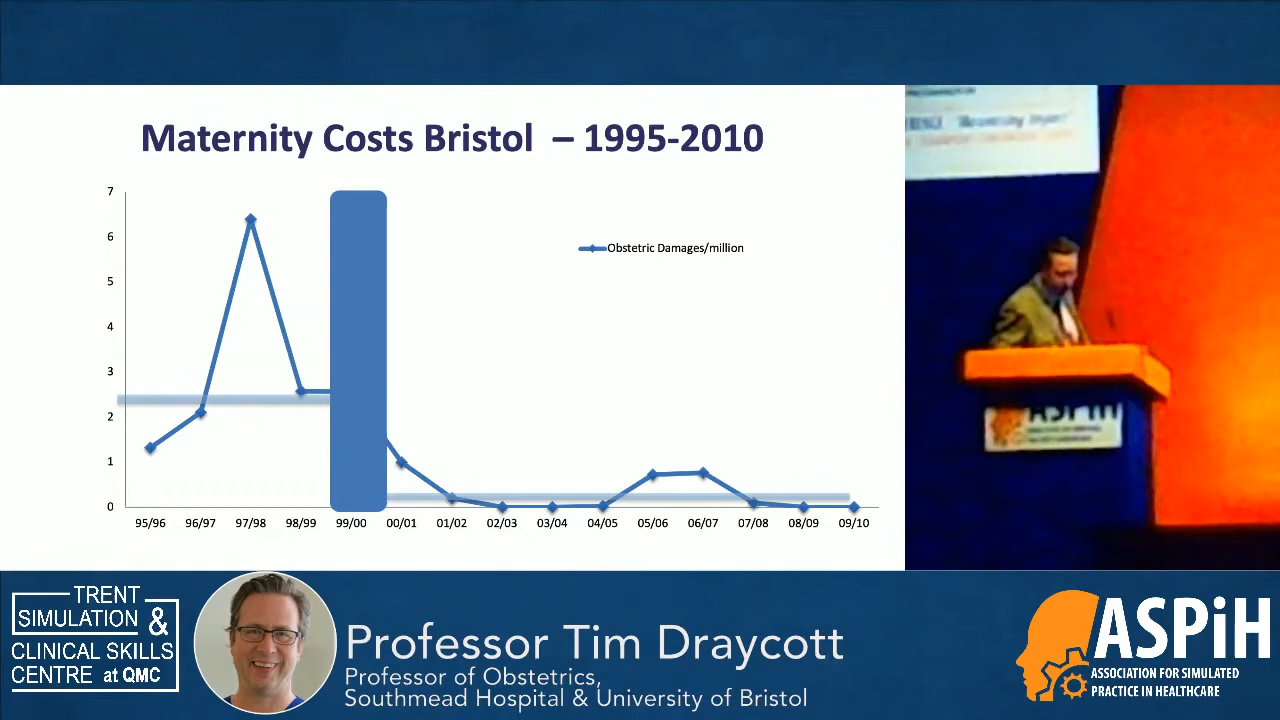 Maternity Costs Bristol – 1995-2010
7
6
5
4
3
2
1
0
Obstetric Damages/million
95/96 96/97 97/98 98/99 99/00 00/01 01/02 02/03 03/04 04/05 05/06 06/07 07/08 08/09 09/10
ASPiH
TRENT
SIMULATION &
CLINICAL SKILLS
CENTRE at QMC
Professor Tim Draycott
Professor of Obstetrics,
Southmead Hospital & University of Bristol
ASPiH
ASSOCIATION FOR SIMULATED
PRACTICE IN HEALTHCARE